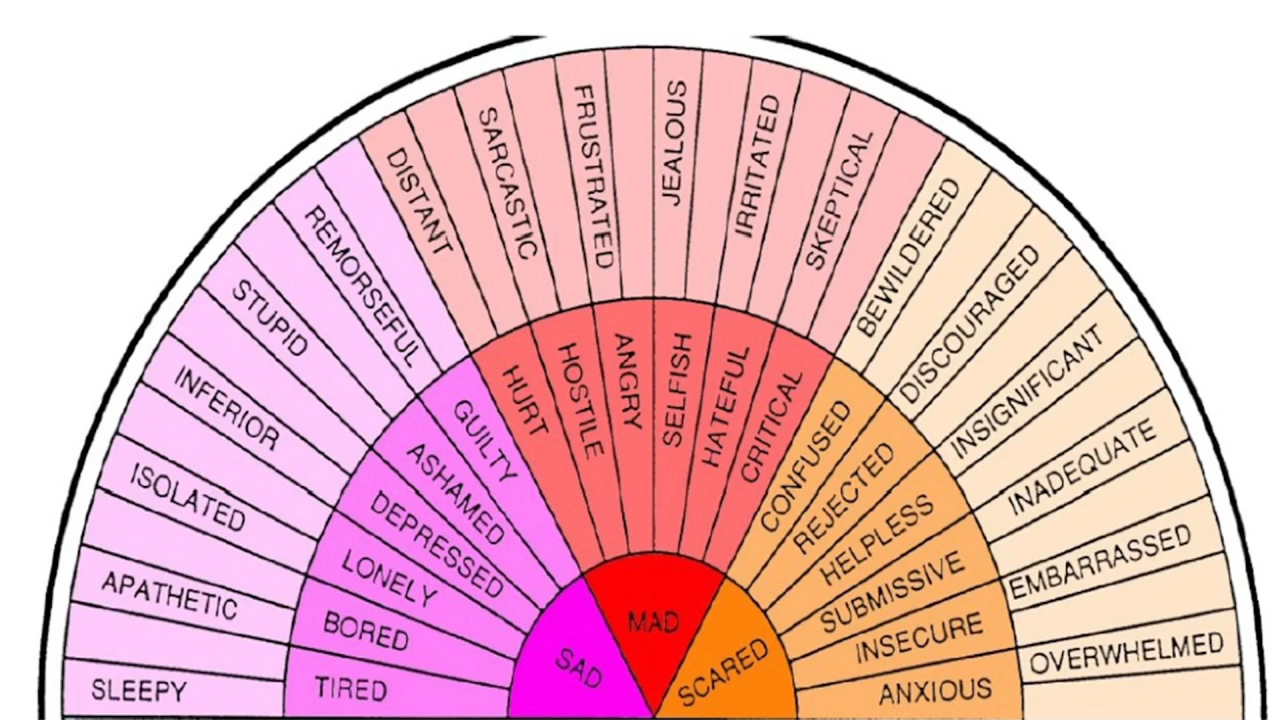 SLEEPY
APATHETIC
ISOLATED
INFERIOR
STUPID
REMORSEFUL
DISTANT
SARCASTIC
FRUSTRATED
JEALOUS
IRRITATED
SKEPTICAL
BEWILDERED
DISCOURAGED
INSIGNIFICANT
INADEQUATE
EMBARRASSED
OVERWHELMED
TIRED
BORED
LONELY
DEPRESSED
ASHAMED
GUILTY
HURT
HOSTILE
ANGRY
SELFISH
HATEFUL
CRITICAL
CONFUSED
REJECTED
HELPLESS
SUBMISSIVE
INSECURE
ANXIOUS
SAD
MAD
SCARED